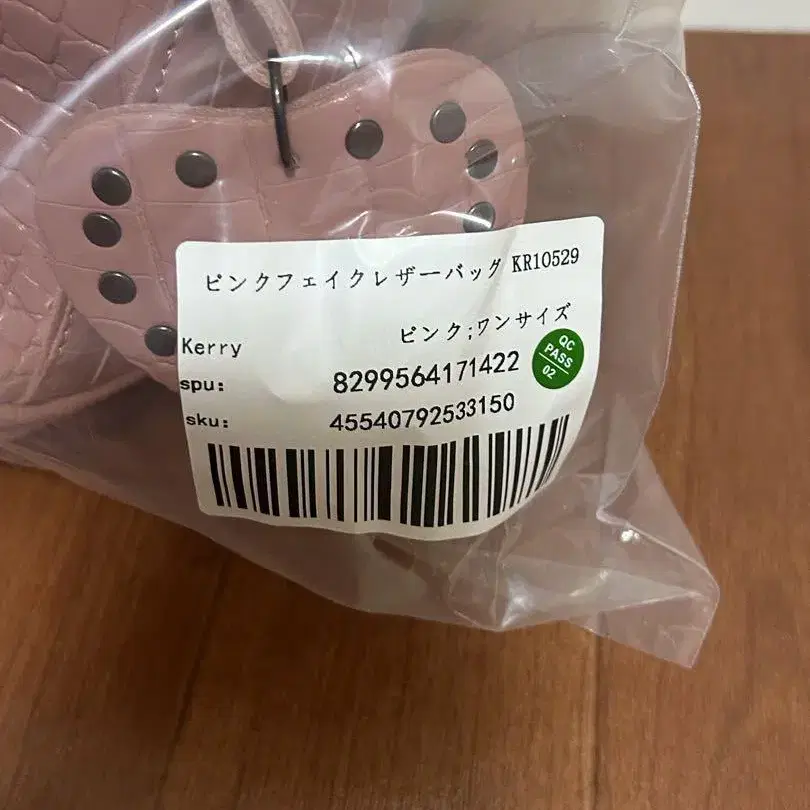 ピンクフェイクレザーバッグ KR10529
Kerry ピンク;ワンサイズ
spu: 8299564171422
sku: 45540792533150
QC
PASS
02